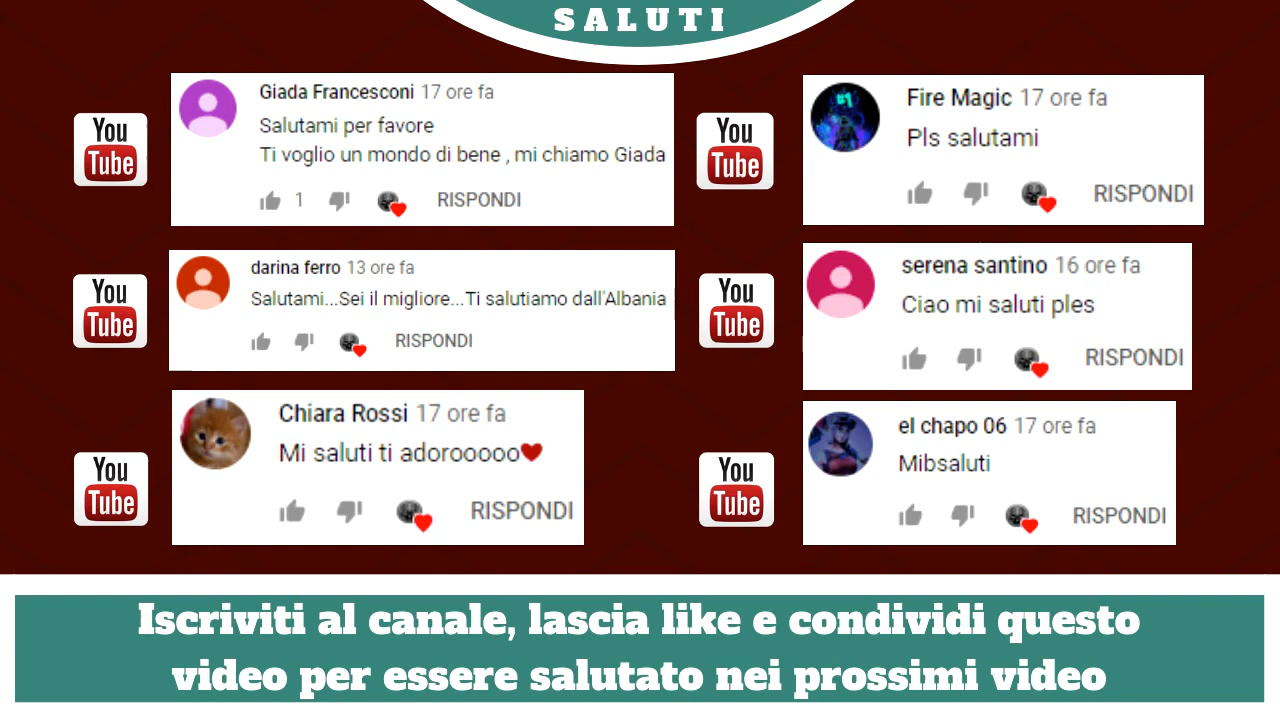 SALUTI
You
Tube
Giada Francesconi 17 ore fa
Salutami per favore
Ti voglio un mondo di bene , mi chiamo Giada
1 RISPONDI
You
Tube
Fire Magic 17 ore fa
Pls salutami
RISPONDI
#1
You
Tube
darina ferro 13 ore fa
Salutami...Sei il migliore...Ti salutiamo dall'Albania
RISPONDI
You
Tube
serena santino 16 ore fa
Ciao mi saluti ples
RISPONDI
You
Tube
Chiara Rossi 17 ore fa
Mi saluti ti adorooooo❤
RISPONDI
You
Tube
el chapo 06 17 ore fa
Mibsaluti
RISPONDI
Iscriviti al canale, lascia like e condividi questo
video per essere salutato nei prossimi video